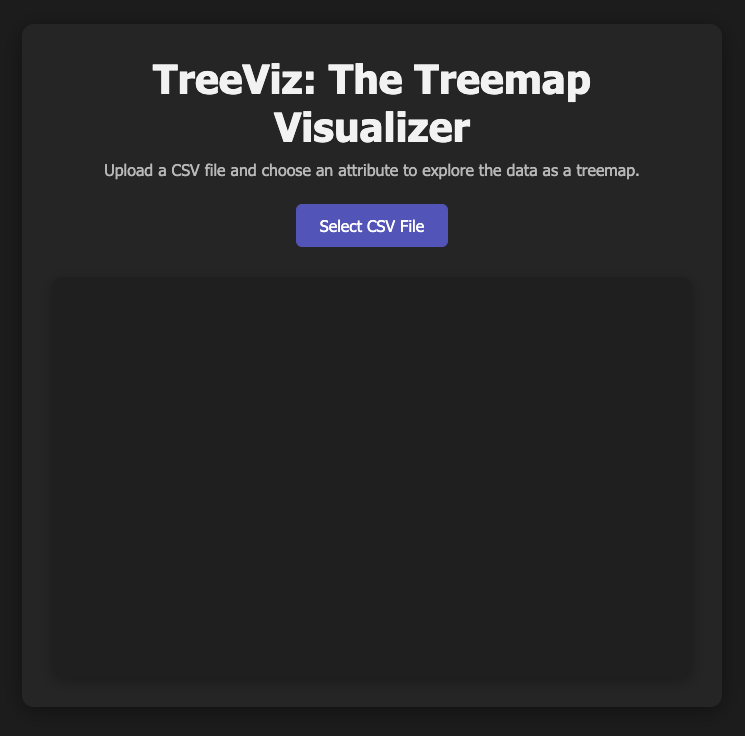 TreeViz: The Treemap
Visualizer
Upload a CSV file and choose an attribute to explore the data as a treemap.
Select CSV File